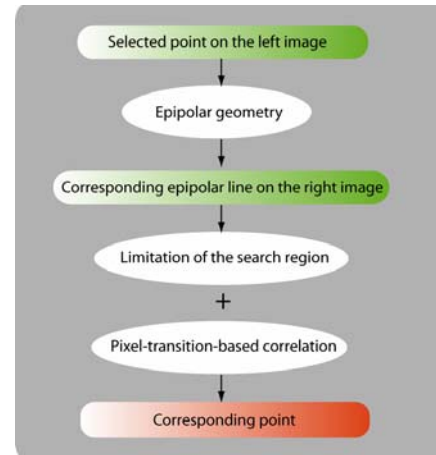 Selected point on the left image
Epipolar geometry
Corresponding epipolar line on the right image
Limitation of the search region
+
Pixel-transition-based correlation
Corresponding point